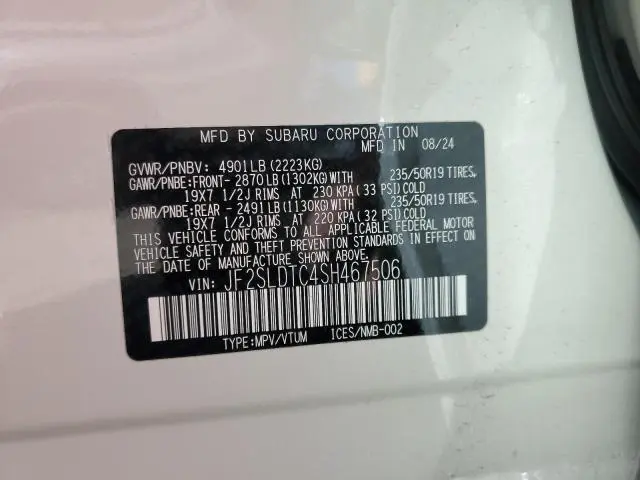 MFD BY SUBARU CORPORATION
MFD IN 08/24
GVWR/PNBV: 4901LB (2223KG)
GAWR/PNBE:FRONT- 2870LB(1302KG)WITH 235/50R19 TIRES,
19X7 1/2J RIMS AT 230 KPA (33 PSI)COLD
GAWR/PNBE:REAR - 2491LB(1130KG)WITH 235/50R19 TIRES,
19X7 1/2J RIMS AT 220 KPA (32 PSI)COLD
THIS VEHICLE CONFORMS TO ALL APPLICABLE FEDERAL MOTOR
VEHICLE SAFETY AND THEFT PREVENTION STANDARDS IN EFFECT ON
THE DATE OF MANUFACTURE SHOWN ABOVE.
VIN: JF2SLDTC4SH467506
TYPE:MPV/VTUM ICES/NMB-002